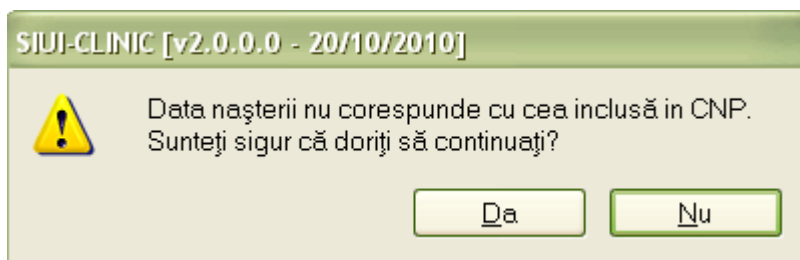 SIUI-CLINIC [v2.0.0.0 - 20/10/2010]
Data naşterii nu corespunde cu cea inclusă in CNP.
Sunteţi sigur că doriţi să continuaţi?
Da
Nu